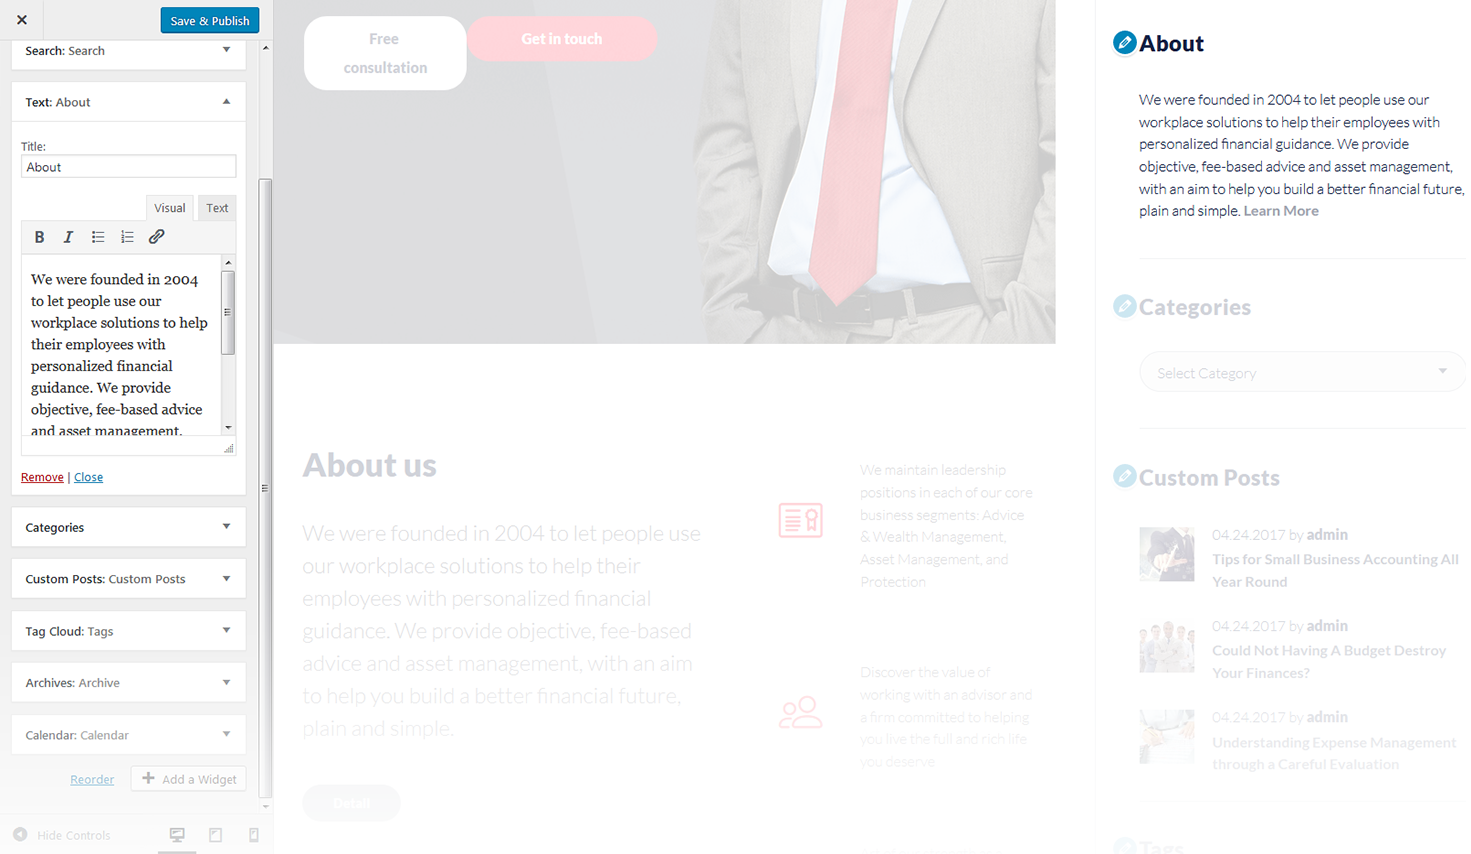 Save & Publish
Search: Search
Text: About
Title:
About
Visual
Text
B I
We were founded in 2004
to let people use our
workplace solutions to help
their employees with
personalized financial
guidance. We provide
objective, fee-based advice
and asset management,
Remove | Close
Categories
Custom Posts: Custom Posts
Tag Cloud: Tags
Archives: Archive
Calendar: Calendar
Reorder
Add a Widget
Hide Controls
Free
consultation
Get in touch
About us
We were founded in 2004 to let people use
our workplace solutions to help their
employees with personalized financial
guidance. We provide objective, fee-based
advice and asset management, with an aim
to help you build a better financial future,
plain and simple.
Detail
We maintain leadership
positions in each of our core
business segments: Advice
& Wealth Management,
Asset Management, and
Protection
Discover the value of
working with an advisor and
a firm committed to helping
you live the full and rich life
you deserve
About
We were founded in 2004 to let people use our
workplace solutions to help their employees with
personalized financial guidance. We provide
objective, fee-based advice and asset management,
with an aim to help you build a better financial future,
plain and simple. Learn More
Categories
Select Category
Custom Posts
04.24.2017 by admin
Tips for Small Business Accounting All
Year Round
04.24.2017 by admin
Could Not Having A Budget Destroy
Your Finances?
04.24.2017 by admin
Understanding Expense Management
through a Careful Evaluation
Tags